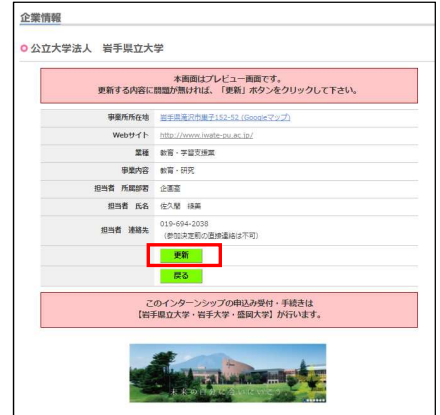 企業情報
公立大学法人 岩手県立大学
本画面はプレビュー画面です。
更新する内容に問題が無ければ、「更新」ボタンをクリックして下さい。
事業所所在地 岩手県滝沢市巣子152-52 (Googleマップ)
Webサイト http://www.iwate-pu.ac.jp/
業種 教育・学習支援業
事業内容 教育・研究
担当者 所属部署 企画室
担当者 氏名 佐久間
担当者 連絡先 019-694-2038
(参加決定前の直接連絡は不可)
更新
戻る
このインターンシップの申込み受付・手続きは
【岩手県立大学・岩手大学・盛岡大学】が行います。